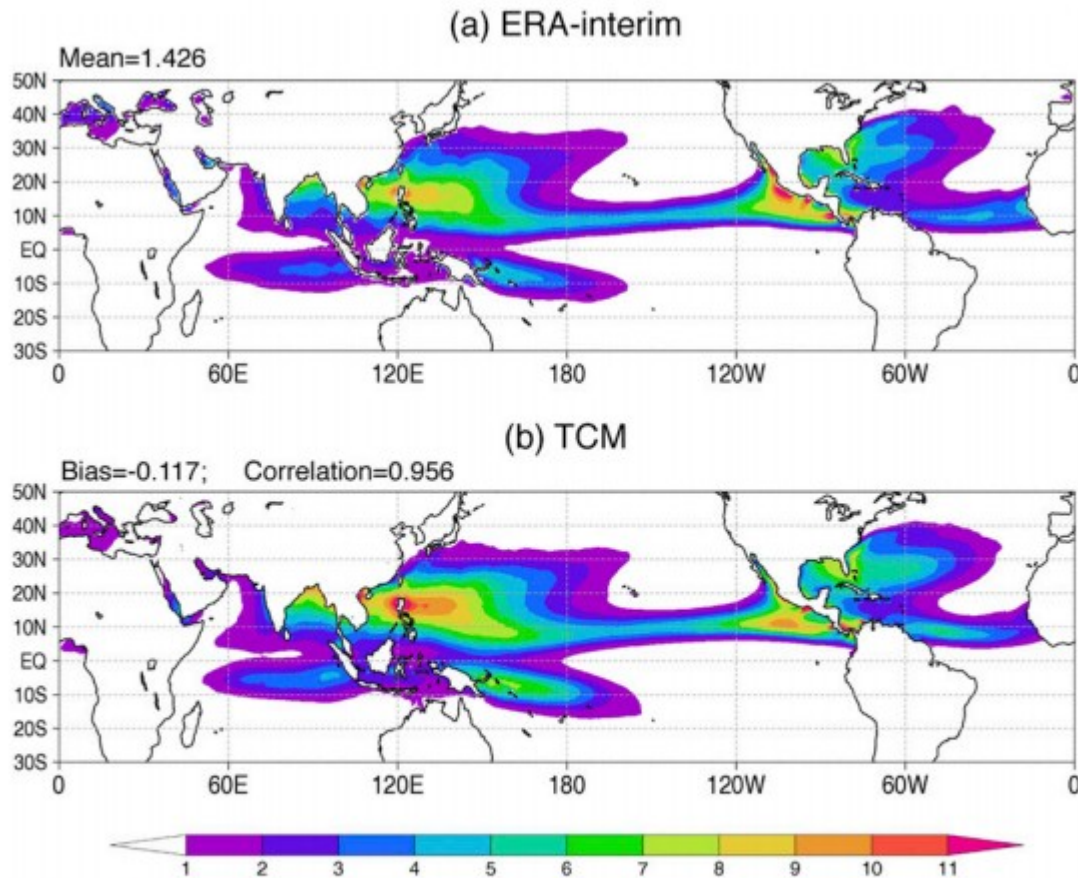 (a) ERA-interim
Mean=1.426
50N
40N
30N
20N
10N
EQ
10S
20S
30S
0 60E 120E 180 120W 60W 0
(b) TCM
Bias=-0.117; Correlation=0.956
50N
40N
30N
20N
10N
EQ
10S
20S
30S
0 60E 120E 180 120W 60W 0
1 2 3 4 5 6 7 8 9 10 11